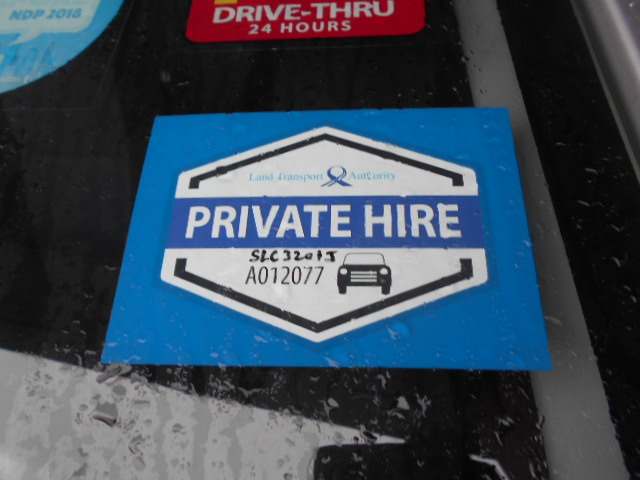 NDP 2018
DRIVE-THRU
24 HOURS
Land Transport Authority
PRIVATE HIRE
SLC3201J
A012077